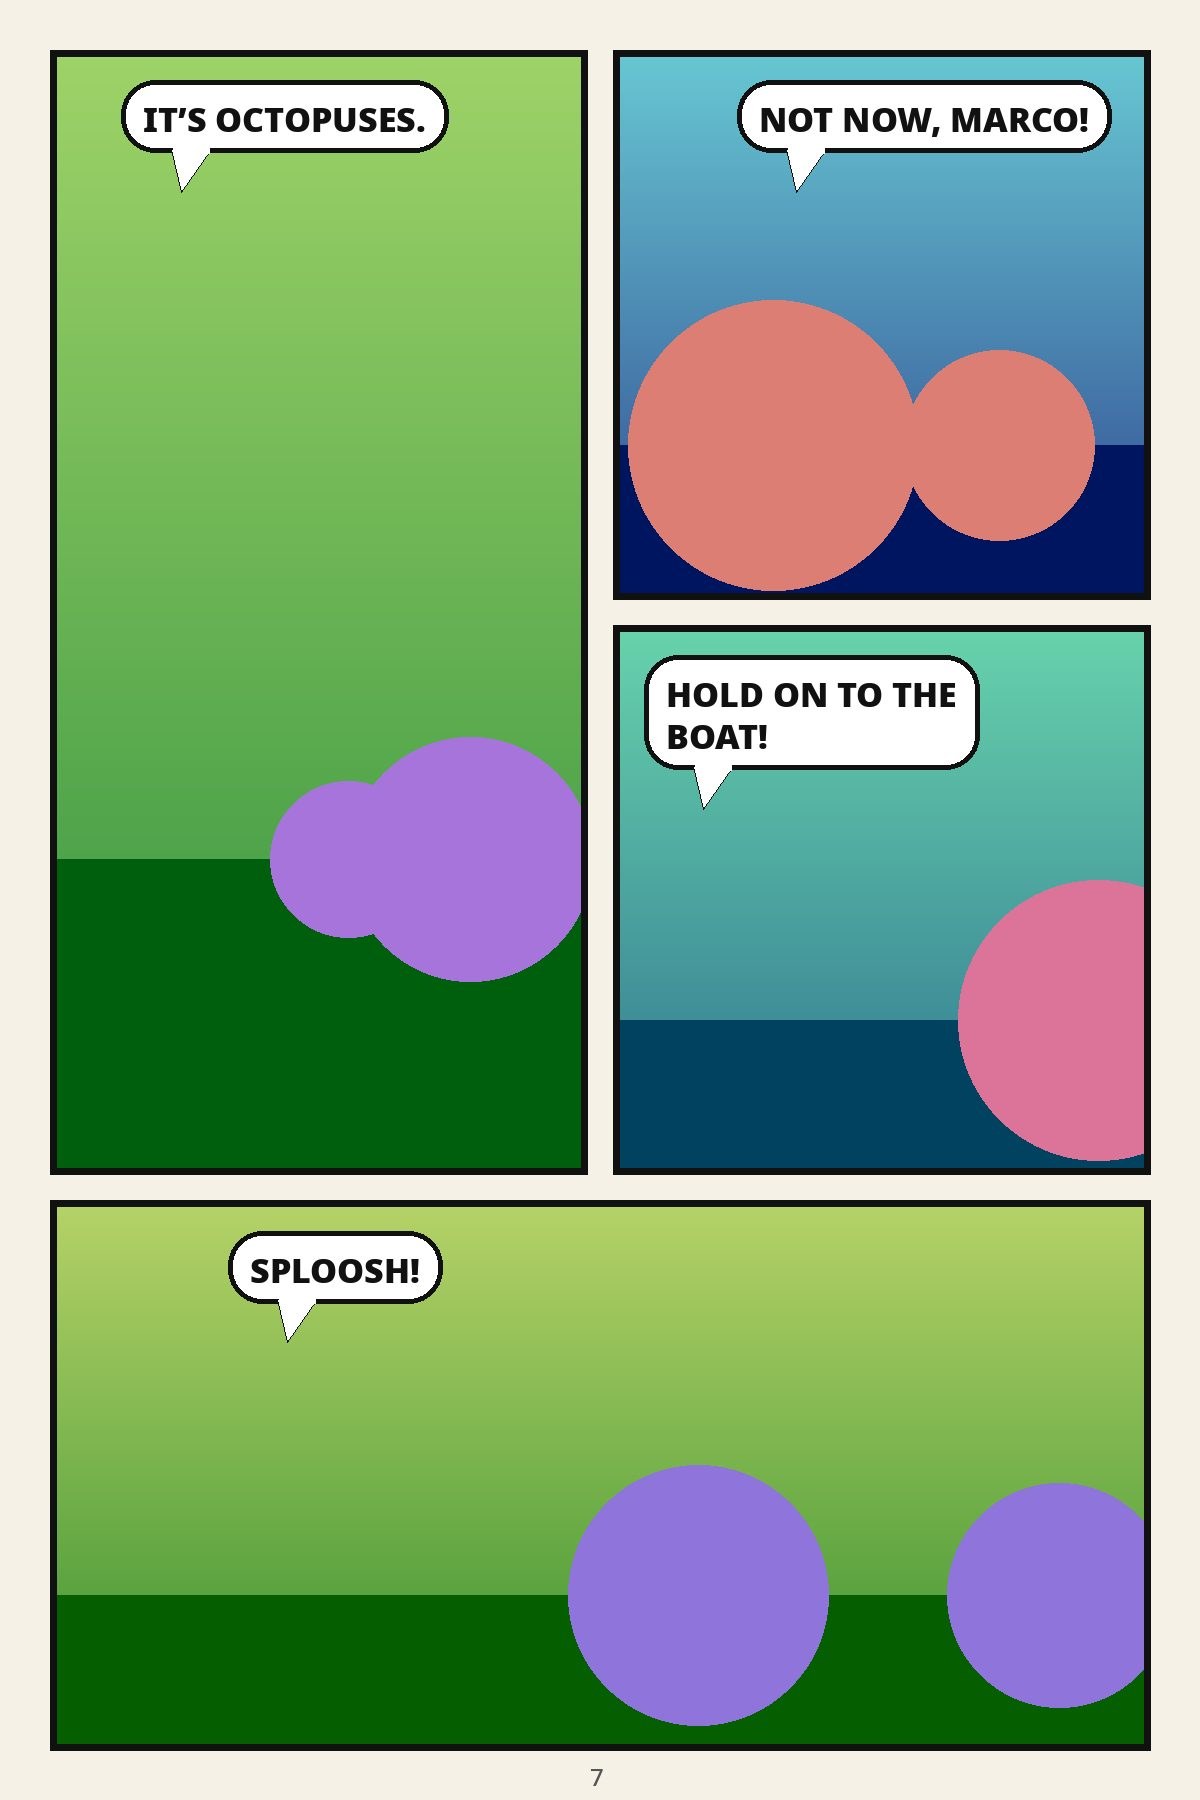 IT’S OCTOPUSES.
NOT NOW, MARCO!
HOLD ON TO THE
BOAT!
SPLOOSH!
7